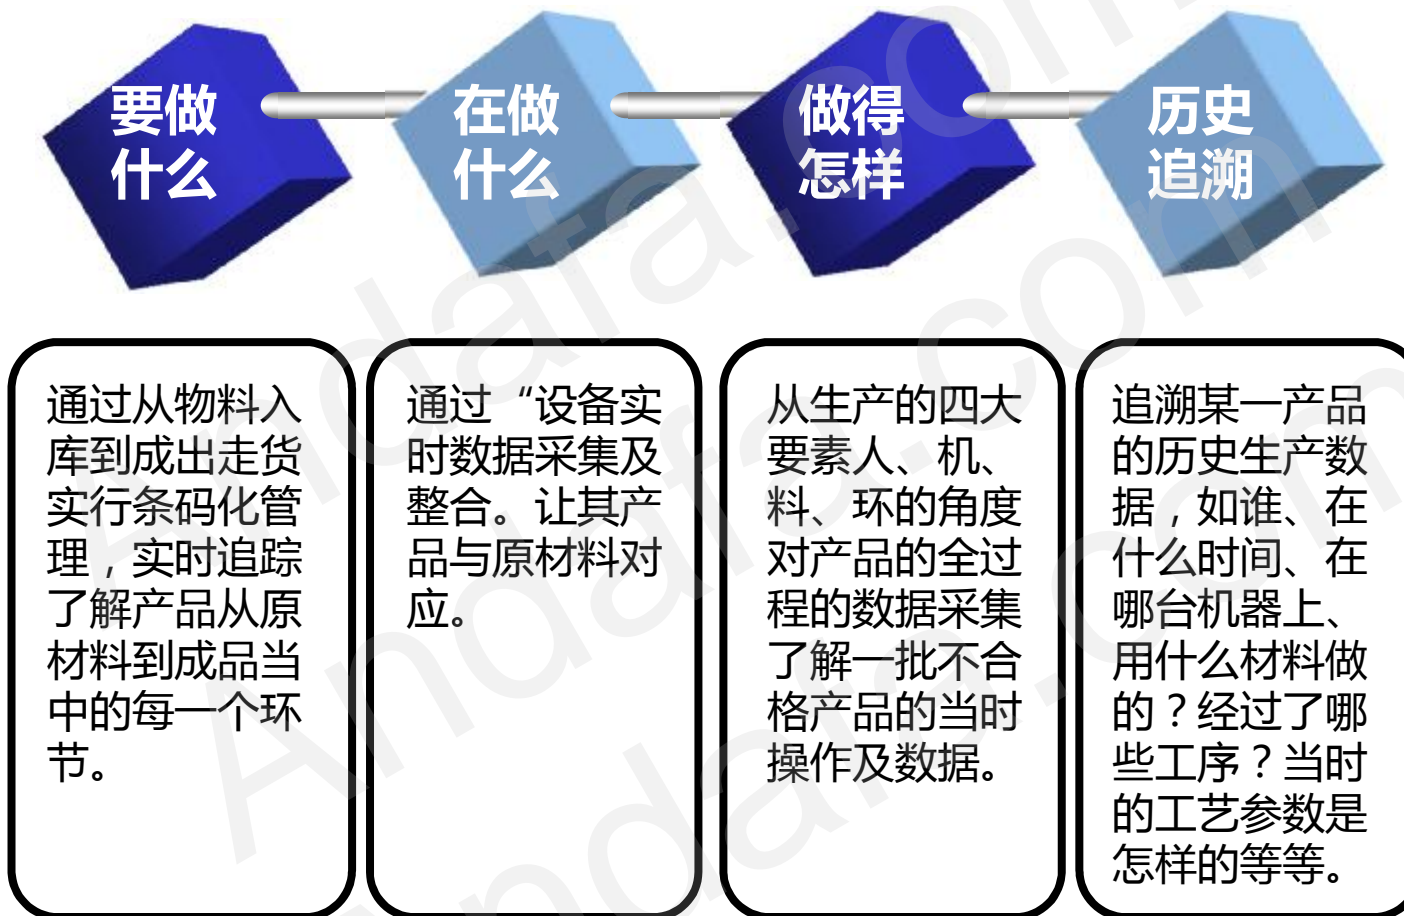 要做
什么
在做
什么
做得
怎样
历史
追溯
通过从物料入
库到成出走货
实行条码化管
理，实时追踪
了解产品从原
材料到成品当
中的每一个环
节。
通过“设备实
时数据采集及
整合。让其产
品与原材料对
应。
从生产的四大
要素人、机、
料、环的角度
对产品的全过
程的数据采集
了解一批不合
格产品的当时
操作及数据。
追溯某一产品
的历史生产数
据，如谁、在
什么时间、在
哪台机器上、
用什么材料做
的？经过了哪
些工序？当时
的工艺参数是
怎样的等等。
Andafa.com
Andafa.com
Andafa.com